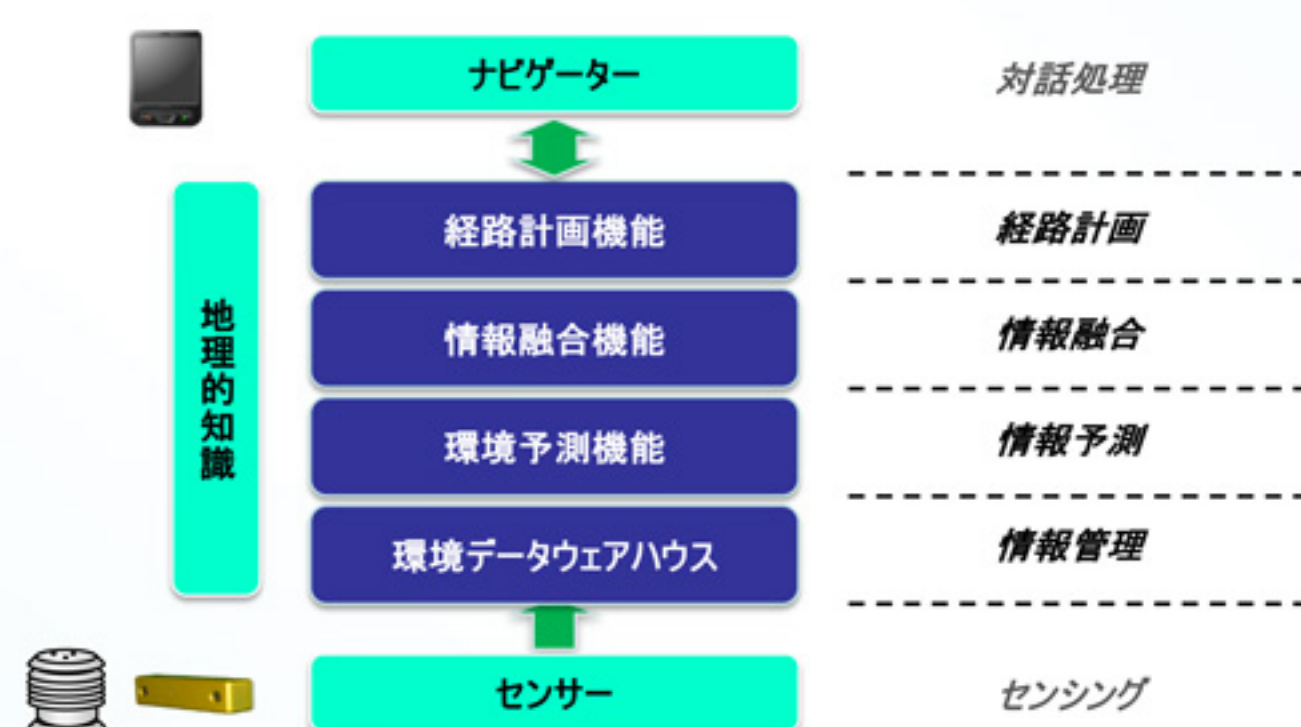 ナビゲーター
対話処理
経路計画機能
経路計画
情報融合機能
情報融合
環境予測機能
情報予測
環境データウェアハウス
情報管理
地理的知識
センサー
センシング